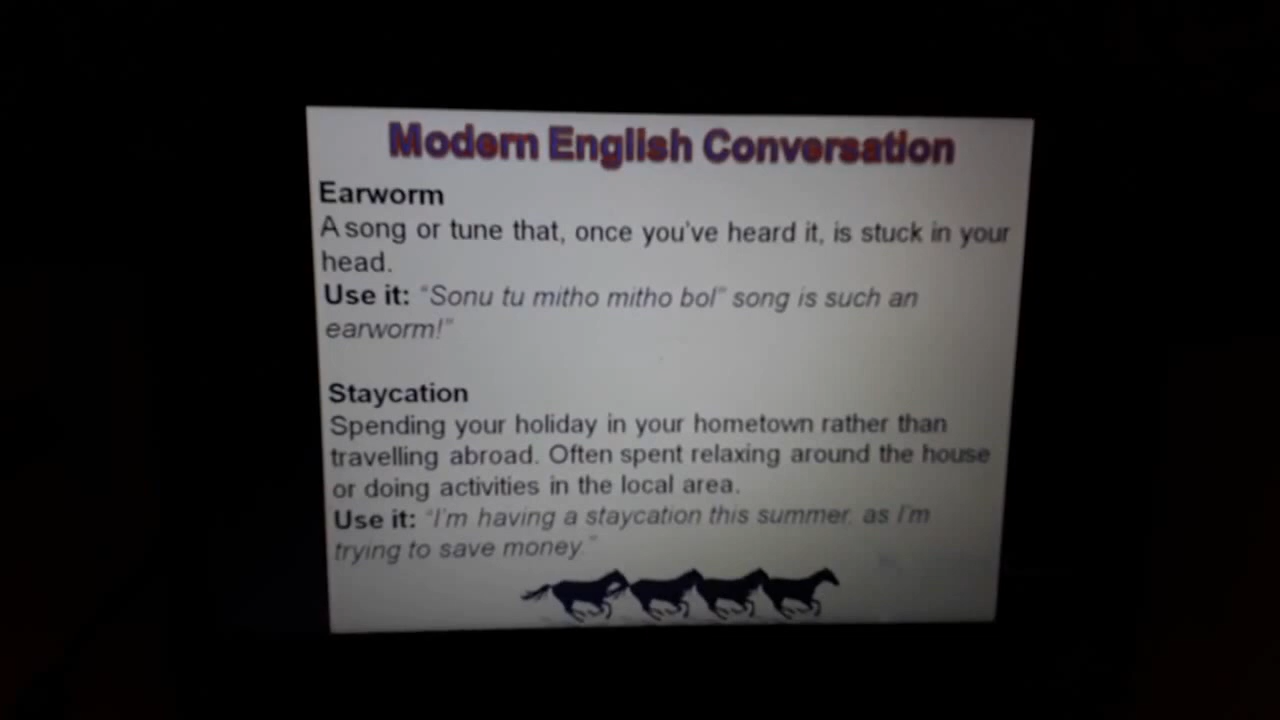 Modern English Conversation
Earworm
A song or tune that, once you've heard it, is stuck in your
head.
Use it: "Sonu tu mitho mitho bol" song is such an
earworm!"
Staycation
Spending your holiday in your hometown rather than
travelling abroad. Often spent relaxing around the house
or doing activities in the local area.
Use it: "I'm having a staycation this summer, as I'm
trying to save money."